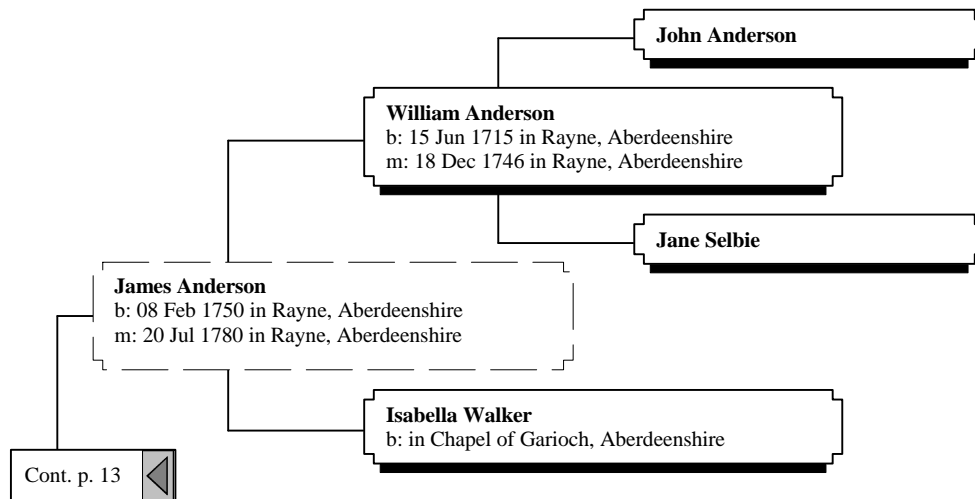 John Anderson
William Anderson
b: 15 Jun 1715 in Rayne, Aberdeenshire
m: 18 Dec 1746 in Rayne, Aberdeenshire
Jane Selbie
James Anderson
b: 08 Feb 1750 in Rayne, Aberdeenshire
m: 20 Jul 1780 in Rayne, Aberdeenshire
Isabella Walker
b: in Chapel of Garioch, Aberdeenshire
Cont. p. 13